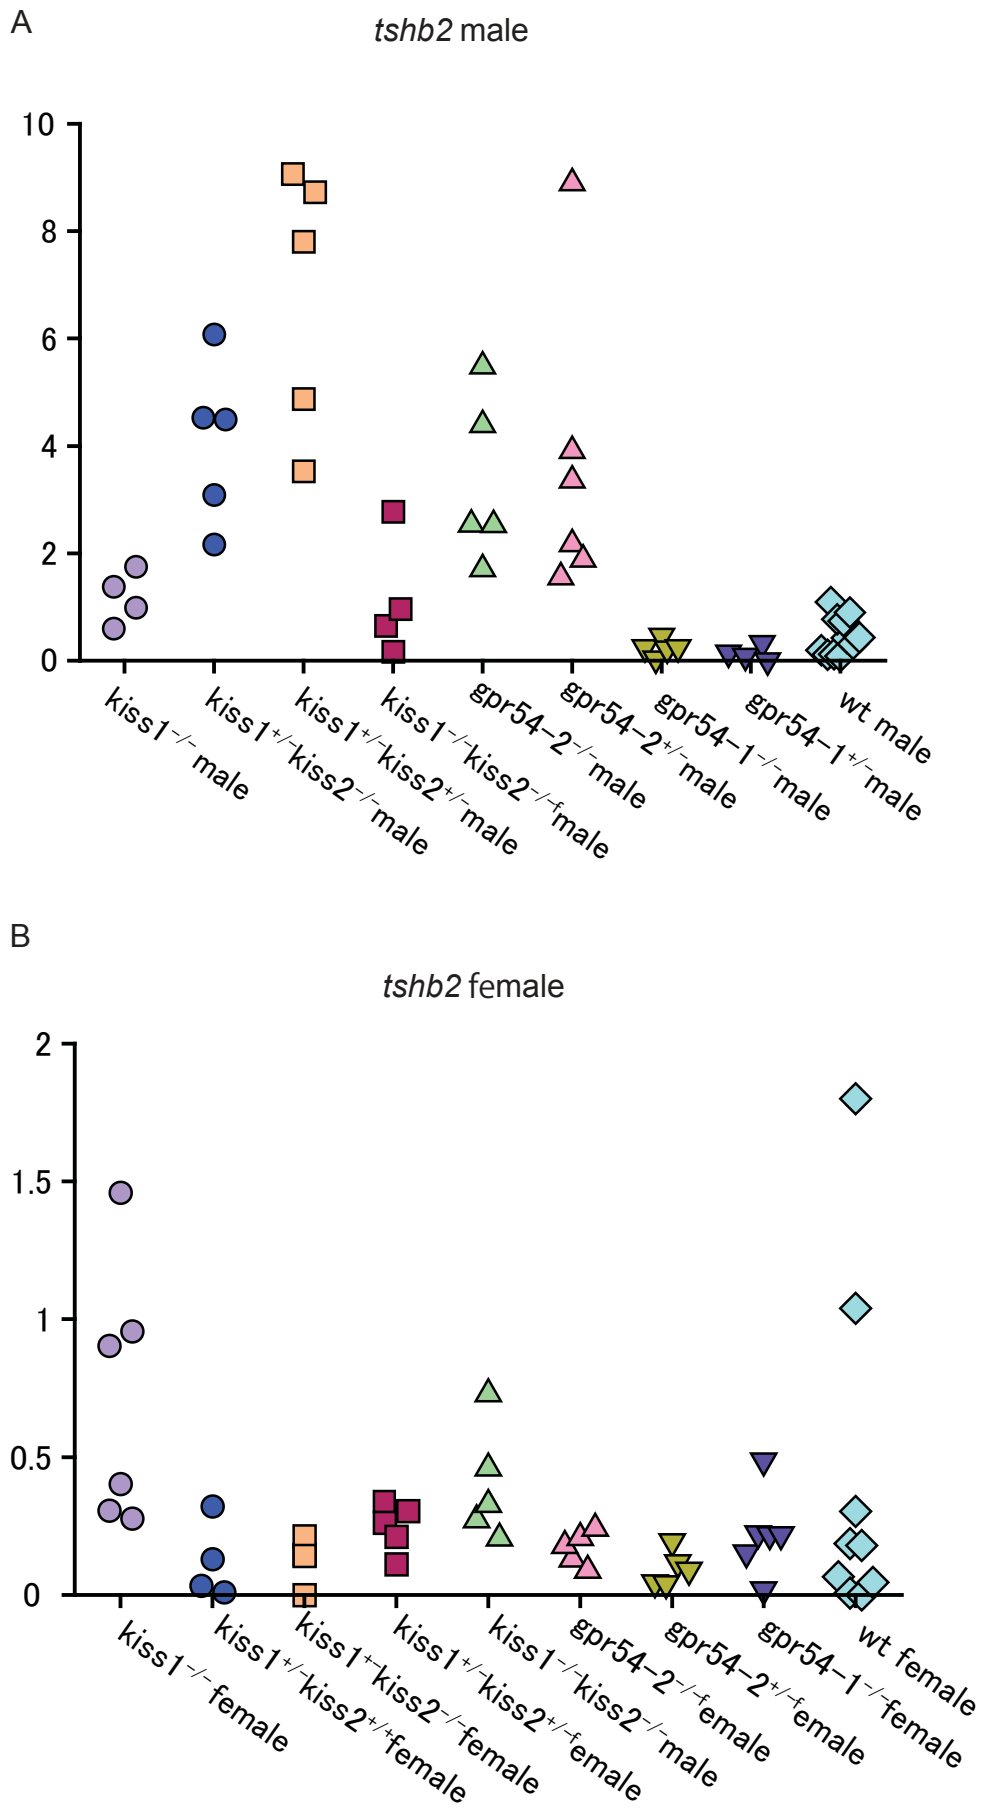 A
tshb2 male
10
8
6
4
2
0
kiss1-/-male
kiss1+/-kiss2-/-male
kiss1+/-kiss2+/-male
kiss1-/-kiss2-/-fmale
gpr54-2-/-male
gpr54-2+/-male
gpr54-1-/-male
gpr54-1+/-male
wt male
B
tshb2 female
2
1.5
1
0.5
0
kiss1-/-female
kiss1+/-kiss2+/+female
kiss1+-kiss2-/-female
kiss1+/-kiss2+/-female
kiss1-/-kiss2-/-male
gpr54-2-/-female
gpr54-2+/-female
gpr54-1-/-female
wt female